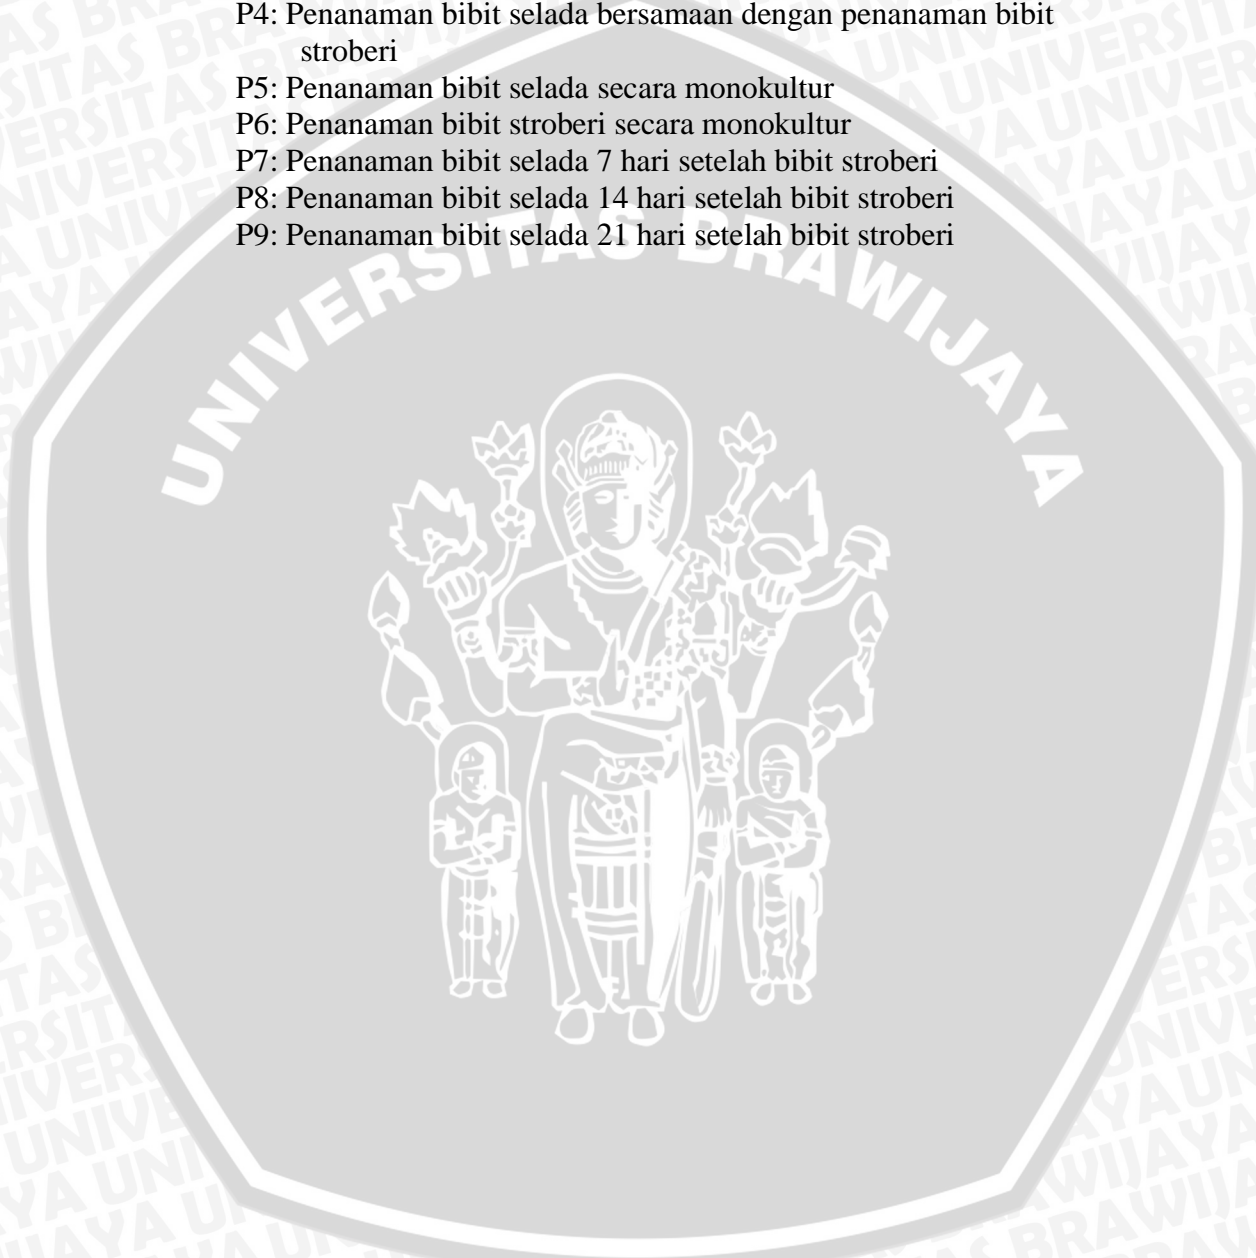 P4: Penanaman bibit selada bersamaan dengan penanaman bibit
stroberi
P5: Penanaman bibit selada secara monokultur
P6: Penanaman bibit stroberi secara monokultur
P7: Penanaman bibit selada 7 hari setelah bibit stroberi
P8: Penanaman bibit selada 14 hari setelah bibit stroberi
P9: Penanaman bibit selada 21 hari setelah bibit stroberi
UNIVERSITAS BRAWIJAYA